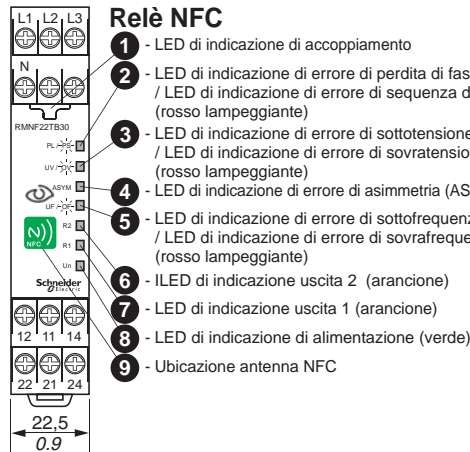 Relè NFC
L1 L2 L3
N
RMNF22TB30
PL / PS
UV / OV
ASYM
UF / OF
R2
R1
Un
N
NFC
Schneider
Electric
12 11 14
22 21 24
22,5
0.9
1 - LED di indicazione di accoppiamento
2 - LED di indicazione di errore di perdita di fas
/ LED di indicazione di errore di sequenza d
(rosso lampeggiante)
3 - LED di indicazione di errore di sottotensione
/ LED di indicazione di errore di sovratensio
(rosso lampeggiante)
4 - LED di indicazione di errore di asimmetria (AS
5 - LED di indicazione di errore di sottofrequenz
/ LED di indicazione di errore di sovrafreque
(rosso lampeggiante)
6 - ILED di indicazione uscita 2 (arancione)
7 - LED di indicazione uscita 1 (arancione)
8 - LED di indicazione di alimentazione (verde)
9 - Ubicazione antenna NFC